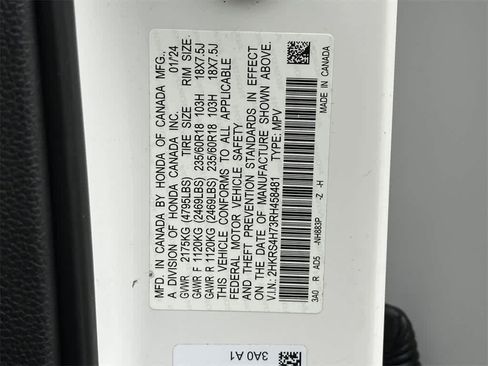 MFD. IN CANADA BY HONDA OF CANADA MFG.,
A DIVISION OF HONDA CANADA INC. 01/24
GVWR 2175KG (4795LBS) TIRE SIZE RIM SIZE
GAWR F 1120KG (2469LBS) 235/60R18 103H 18X7.5J
GAWR R 1120KG (2469LBS) 235/60R18 103H 18X7.5J
THIS VEHICLE CONFORMS TO ALL APPLICABLE
FEDERAL MOTOR VEHICLE SAFETY
AND THEFT PREVENTION STANDARDS IN EFFECT
ON THE DATE OF MANUFACTURE SHOWN ABOVE.
V.I.N.: 2HKRS4H73RH458481 TYPE: MPV
3A0 R AD5 -NH883P -Z -H
MADE IN CANADA
3A0 A1